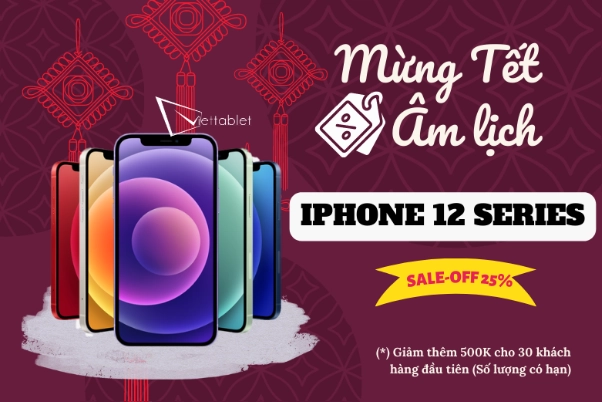 Mừng Tết
Âm lịch
%
Vjettablet
IPHONE 12 SERIES
SALE-OFF 25%
(*) Giảm thêm 500K cho 30 khách
hàng đầu tiên (Số lượng có hạn)